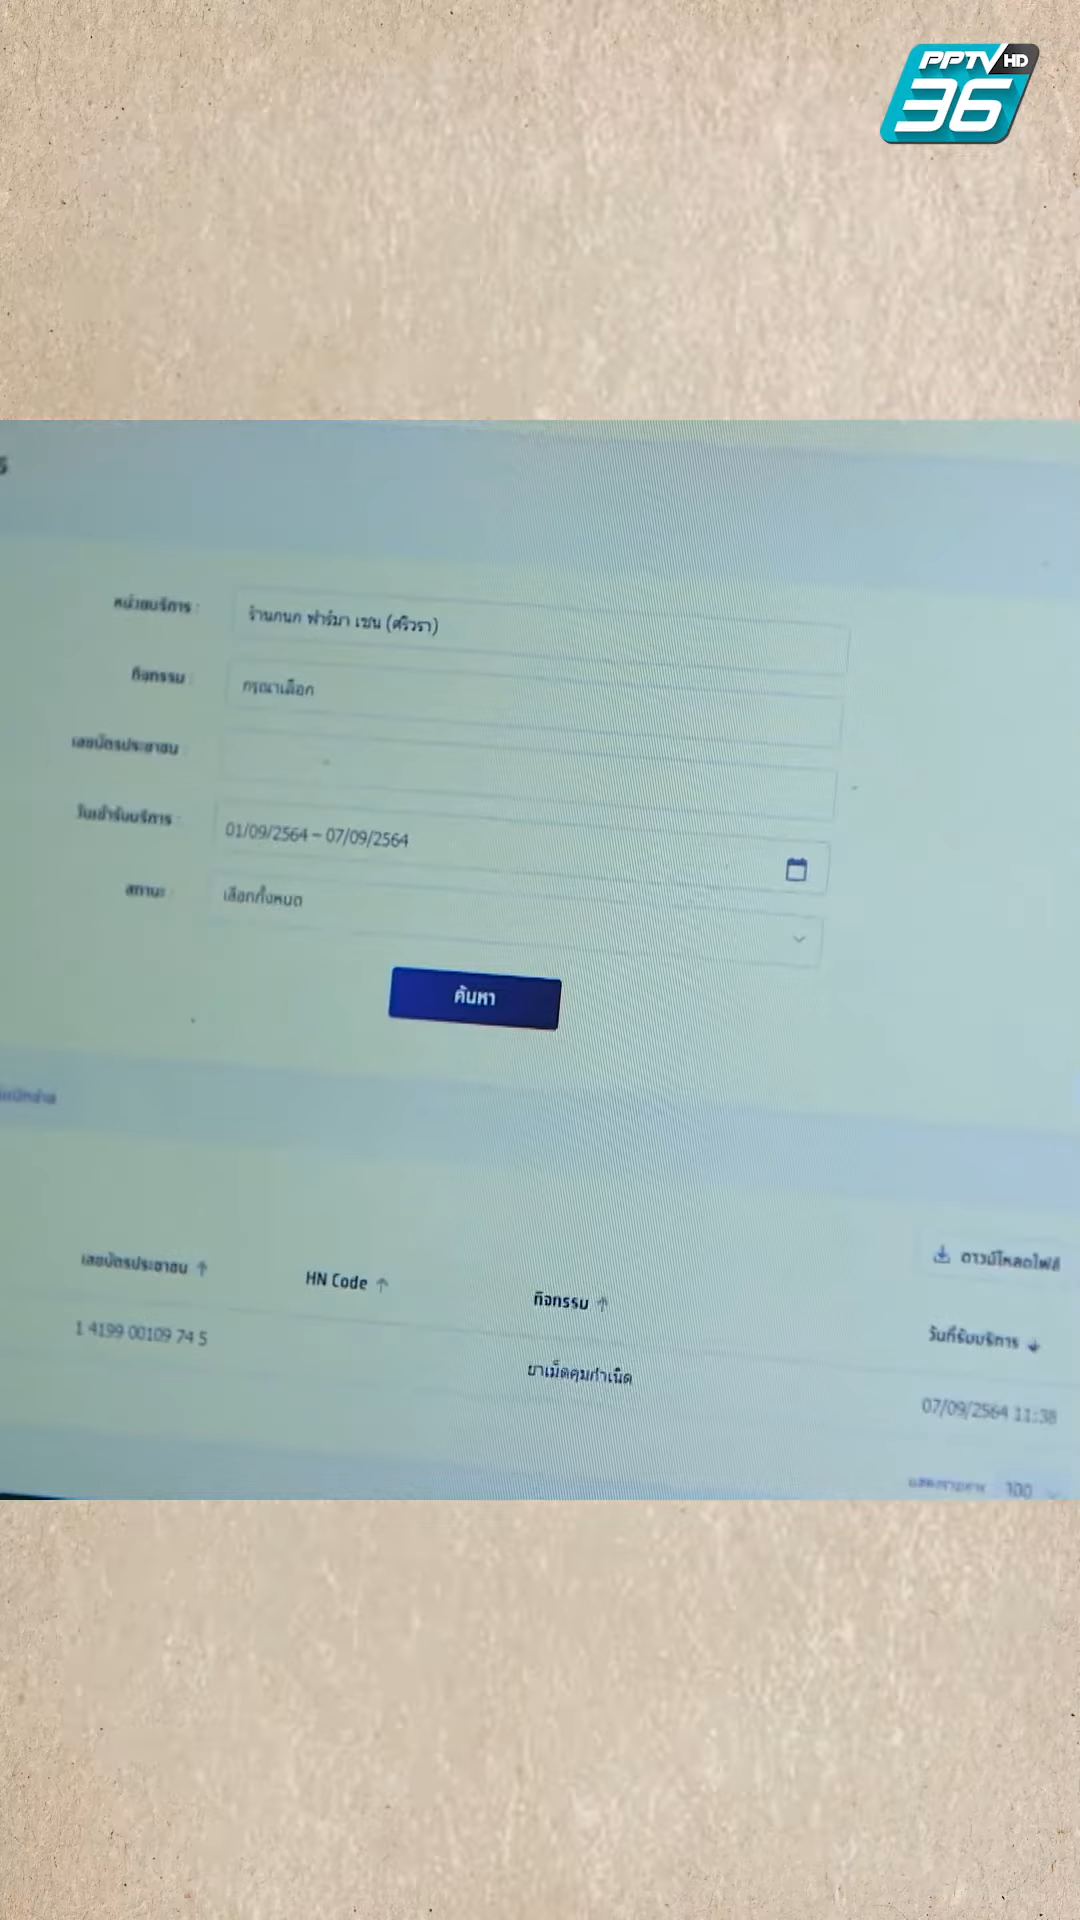 PPTV HD
36
หน่วยบริการ :
ร้านกนก ฟาร์มา เชน (ศรีวรา)
กิจกรรม :
กรุณาเลือก
เลขบัตรประชาชน :
วันเข้ารับบริการ :
01/09/2564 – 07/09/2564
สถานะ :
เลือกทั้งหมด
ค้นหา
ดาวน์โหลดไฟล์
เลขบัตรประชาชน ↑ HN Code ↑ กิจกรรม ↑ วันที่รับบริการ ↓
1 4199 00109 74 5 ยาเม็ดคุมกำเนิด 07/09/2564 11:38
100